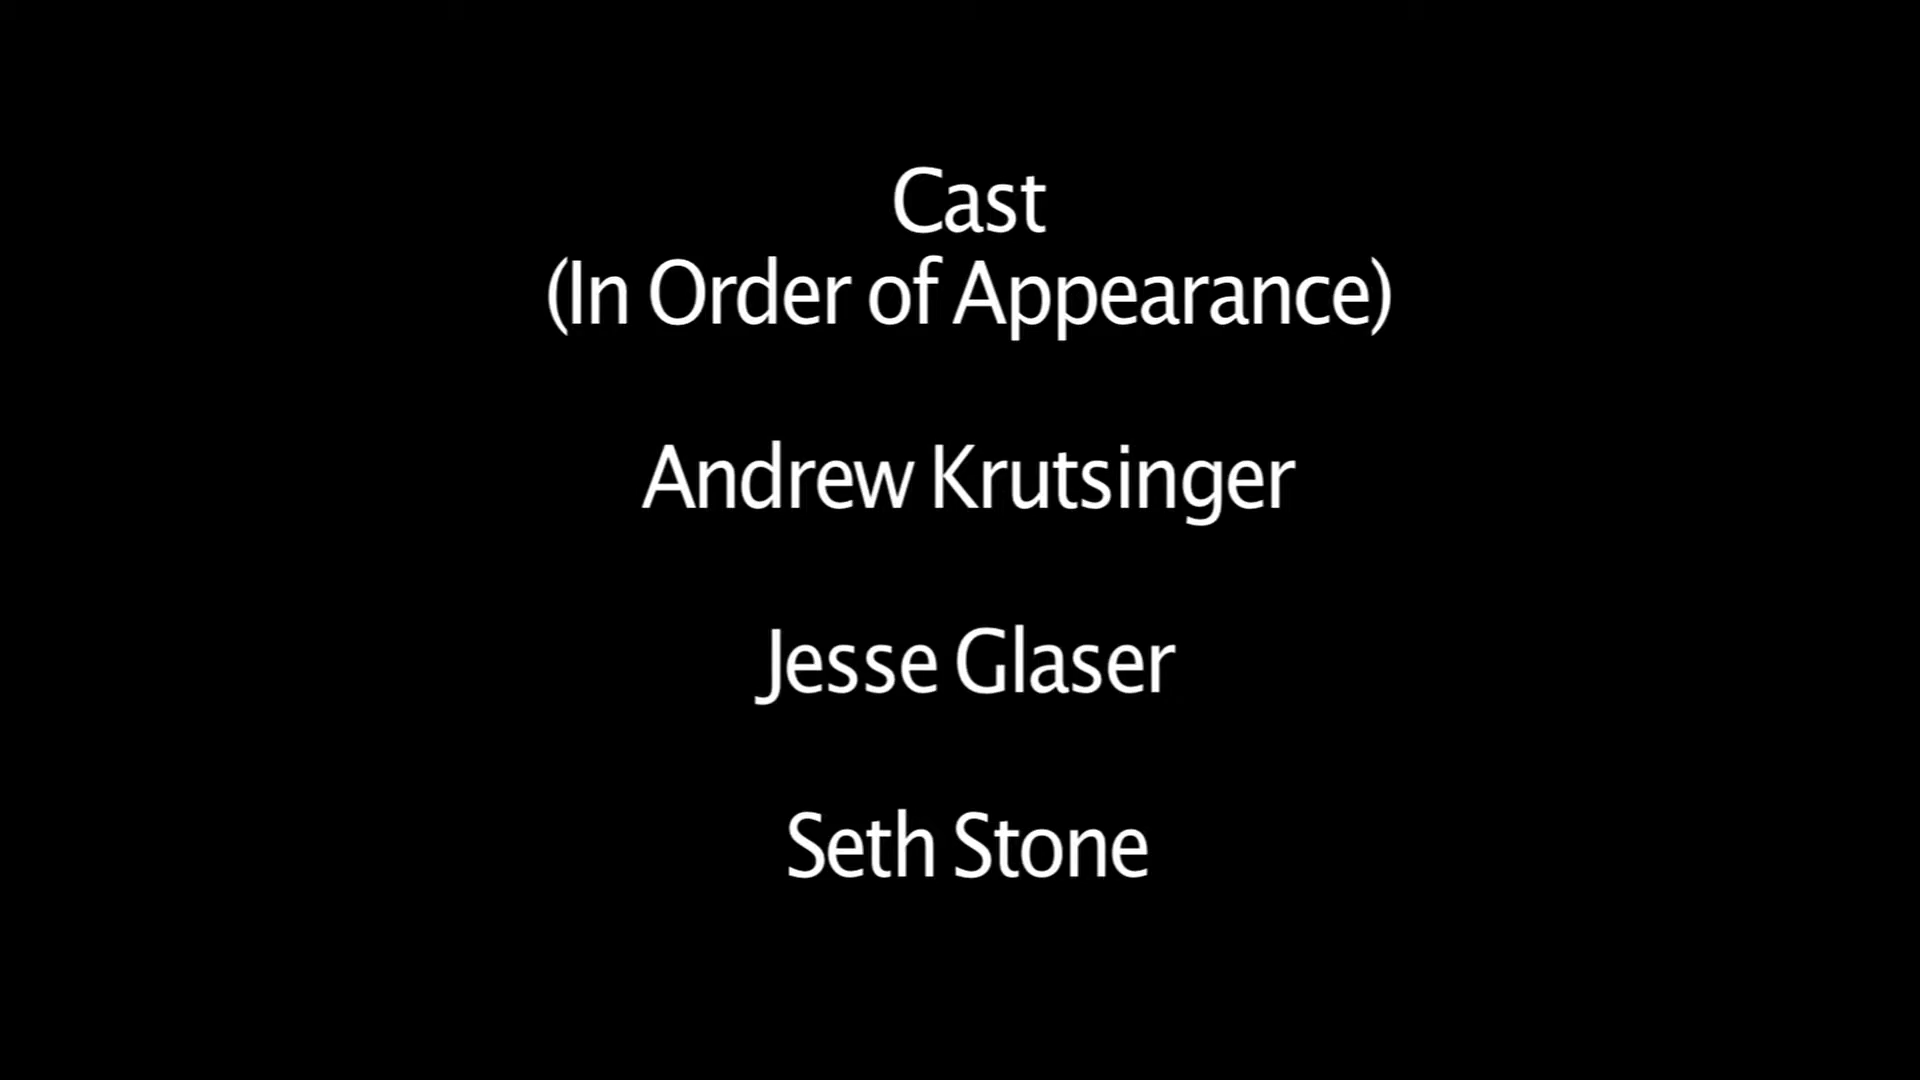 Cast
(In Order of Appearance)
Andrew Krutsinger
Jesse Glaser
Seth Stone